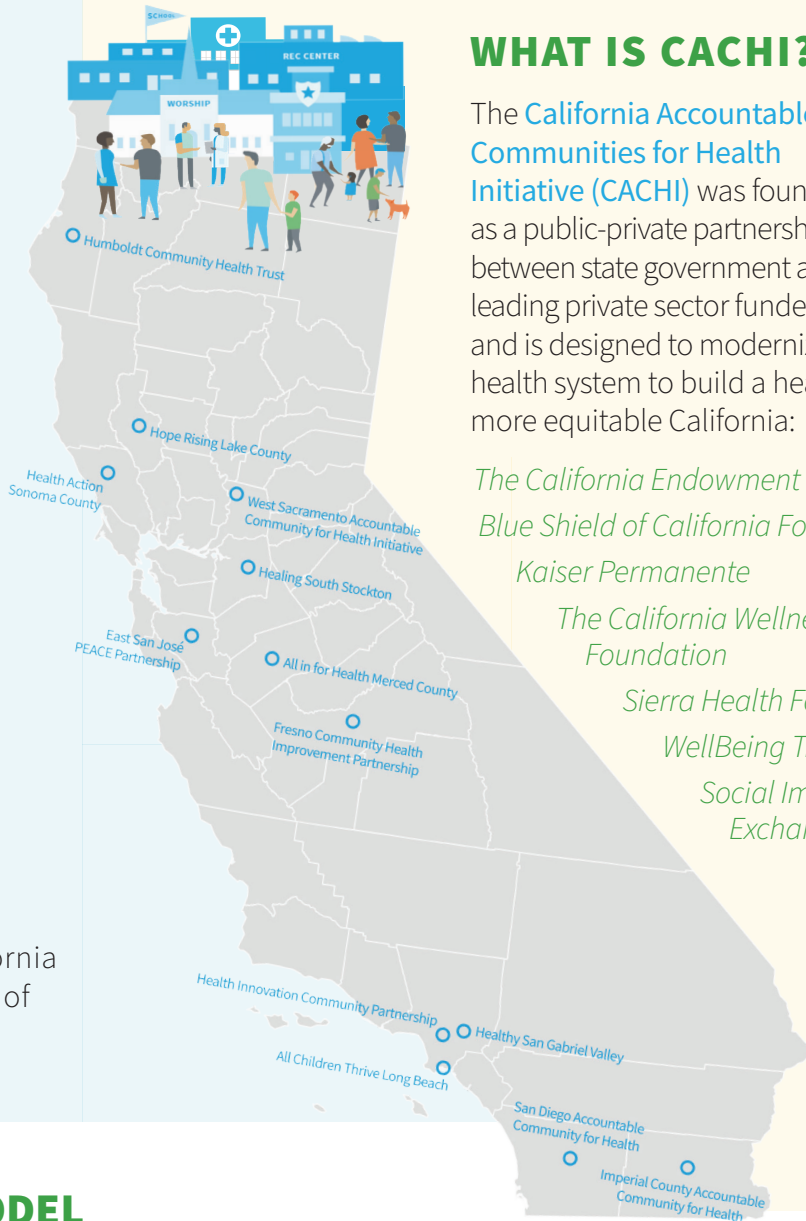 SCHOOL
REC CENTER
WORSHIP
WHAT IS CACHI?
The California Accountable
Communities for Health
Initiative (CACHI) was foun
as a public-private partnersh
between state government a
leading private sector funde
and is designed to moderniz
health system to build a hea
more equitable California:
The California Endowment
Blue Shield of California Fo
Kaiser Permanente
The California Wellne
Foundation
Sierra Health Fo
WellBeing T
Social Im
Excha
Humboldt Community Health Trust
Hope Rising Lake County
Health Action
Sonoma County
West Sacramento Accountable
Community for Health Initiative
Healing South Stockton
East San José
PEACE Partnership
All in for Health Merced County
Fresno Community Health
Improvement Partnership
ornia
of
Health Innovation Community Partnership
Healthy San Gabriel Valley
All Children Thrive Long Beach
San Diego Accountable
Community for Health
Imperial County Accountable
Community for Health
ODEL